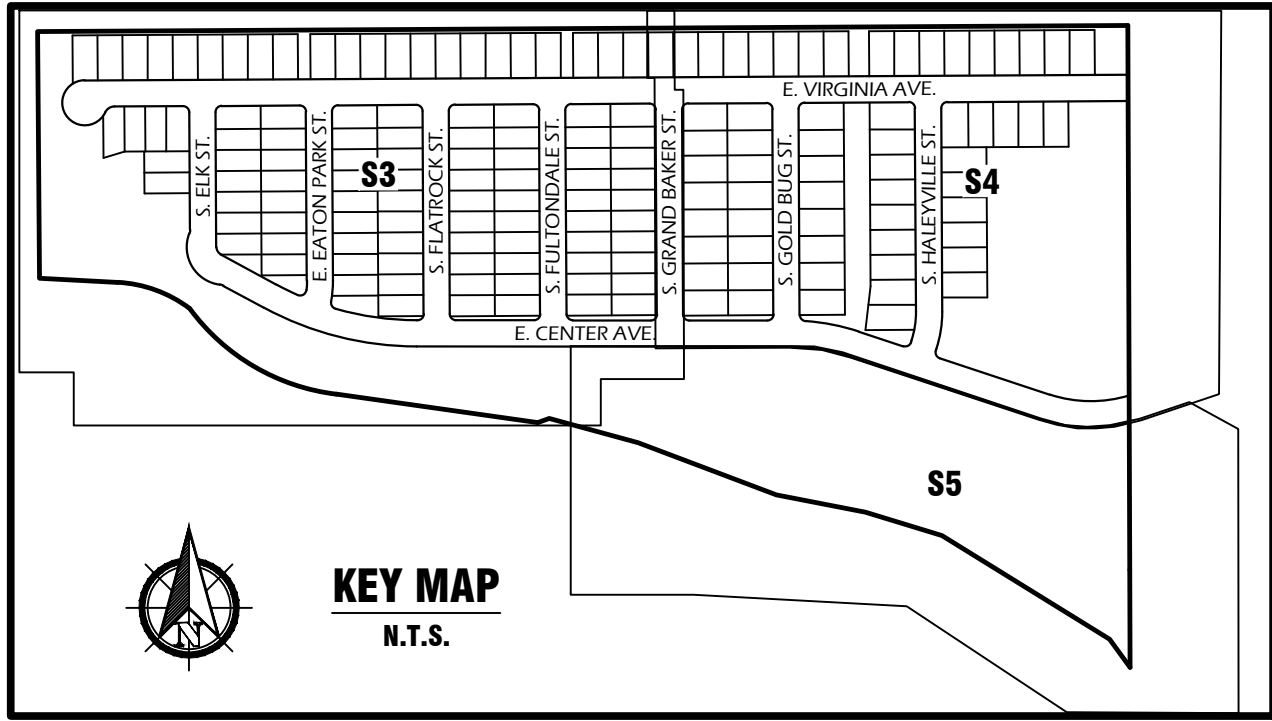 E. VIRGINIA AVE.
S. ELK ST.
E. EATON PARK ST.
S3
S. FLATROCK ST.
S. FULTONDALE ST.
S. GRAND BAKER ST.
S. GOLD BUG ST.
S. HALEYVILLE ST.
S4
E. CENTER AVE.
S5
KEY MAP
N.T.S.
N